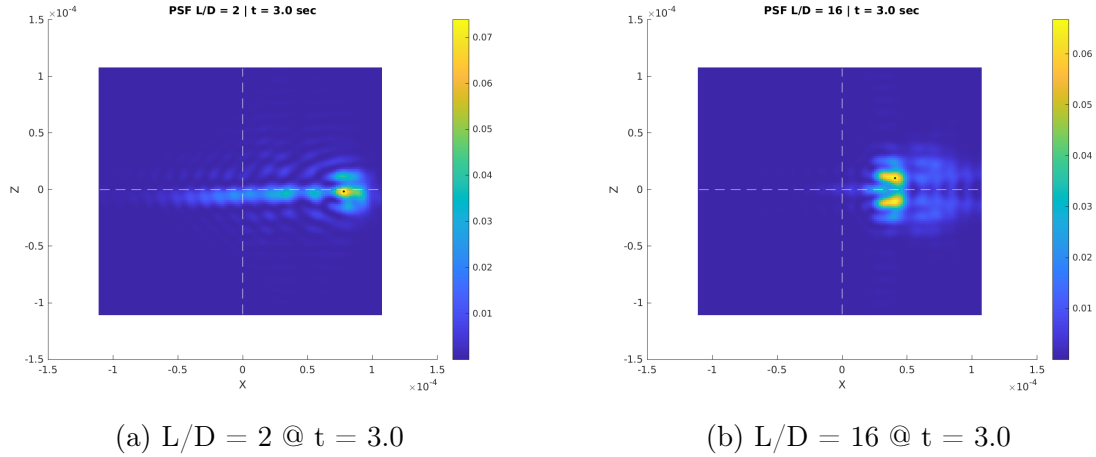 PSF L/D = 2 | t = 3.0 sec
1.5 ×10⁻⁴
1
0.5
0
-0.5
-1
-1.5
Z
-1.5 -1 -0.5 0 0.5 1 1.5
×10⁻⁴
X
0.07
0.06
0.05
0.04
0.03
0.02
0.01
(a) L/D = 2 @ t = 3.0
PSF L/D = 16 | t = 3.0 sec
1.5 ×10⁻⁴
1
0.5
0
-0.5
-1
-1.5
Z
-1.5 -1 -0.5 0 0.5 1 1.5
×10⁻⁴
X
0.06
0.05
0.04
0.03
0.02
0.01
(b) L/D = 16 @ t = 3.0